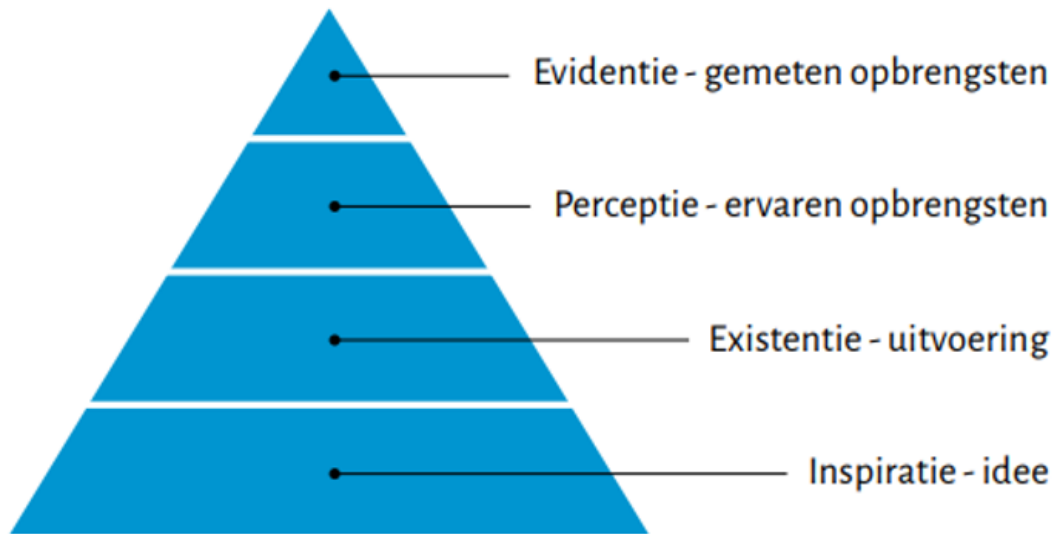 Evidentie - gemeten opbrengsten
Perceptie - ervaren opbrengsten
Existentie - uitvoering
Inspiratie - idee